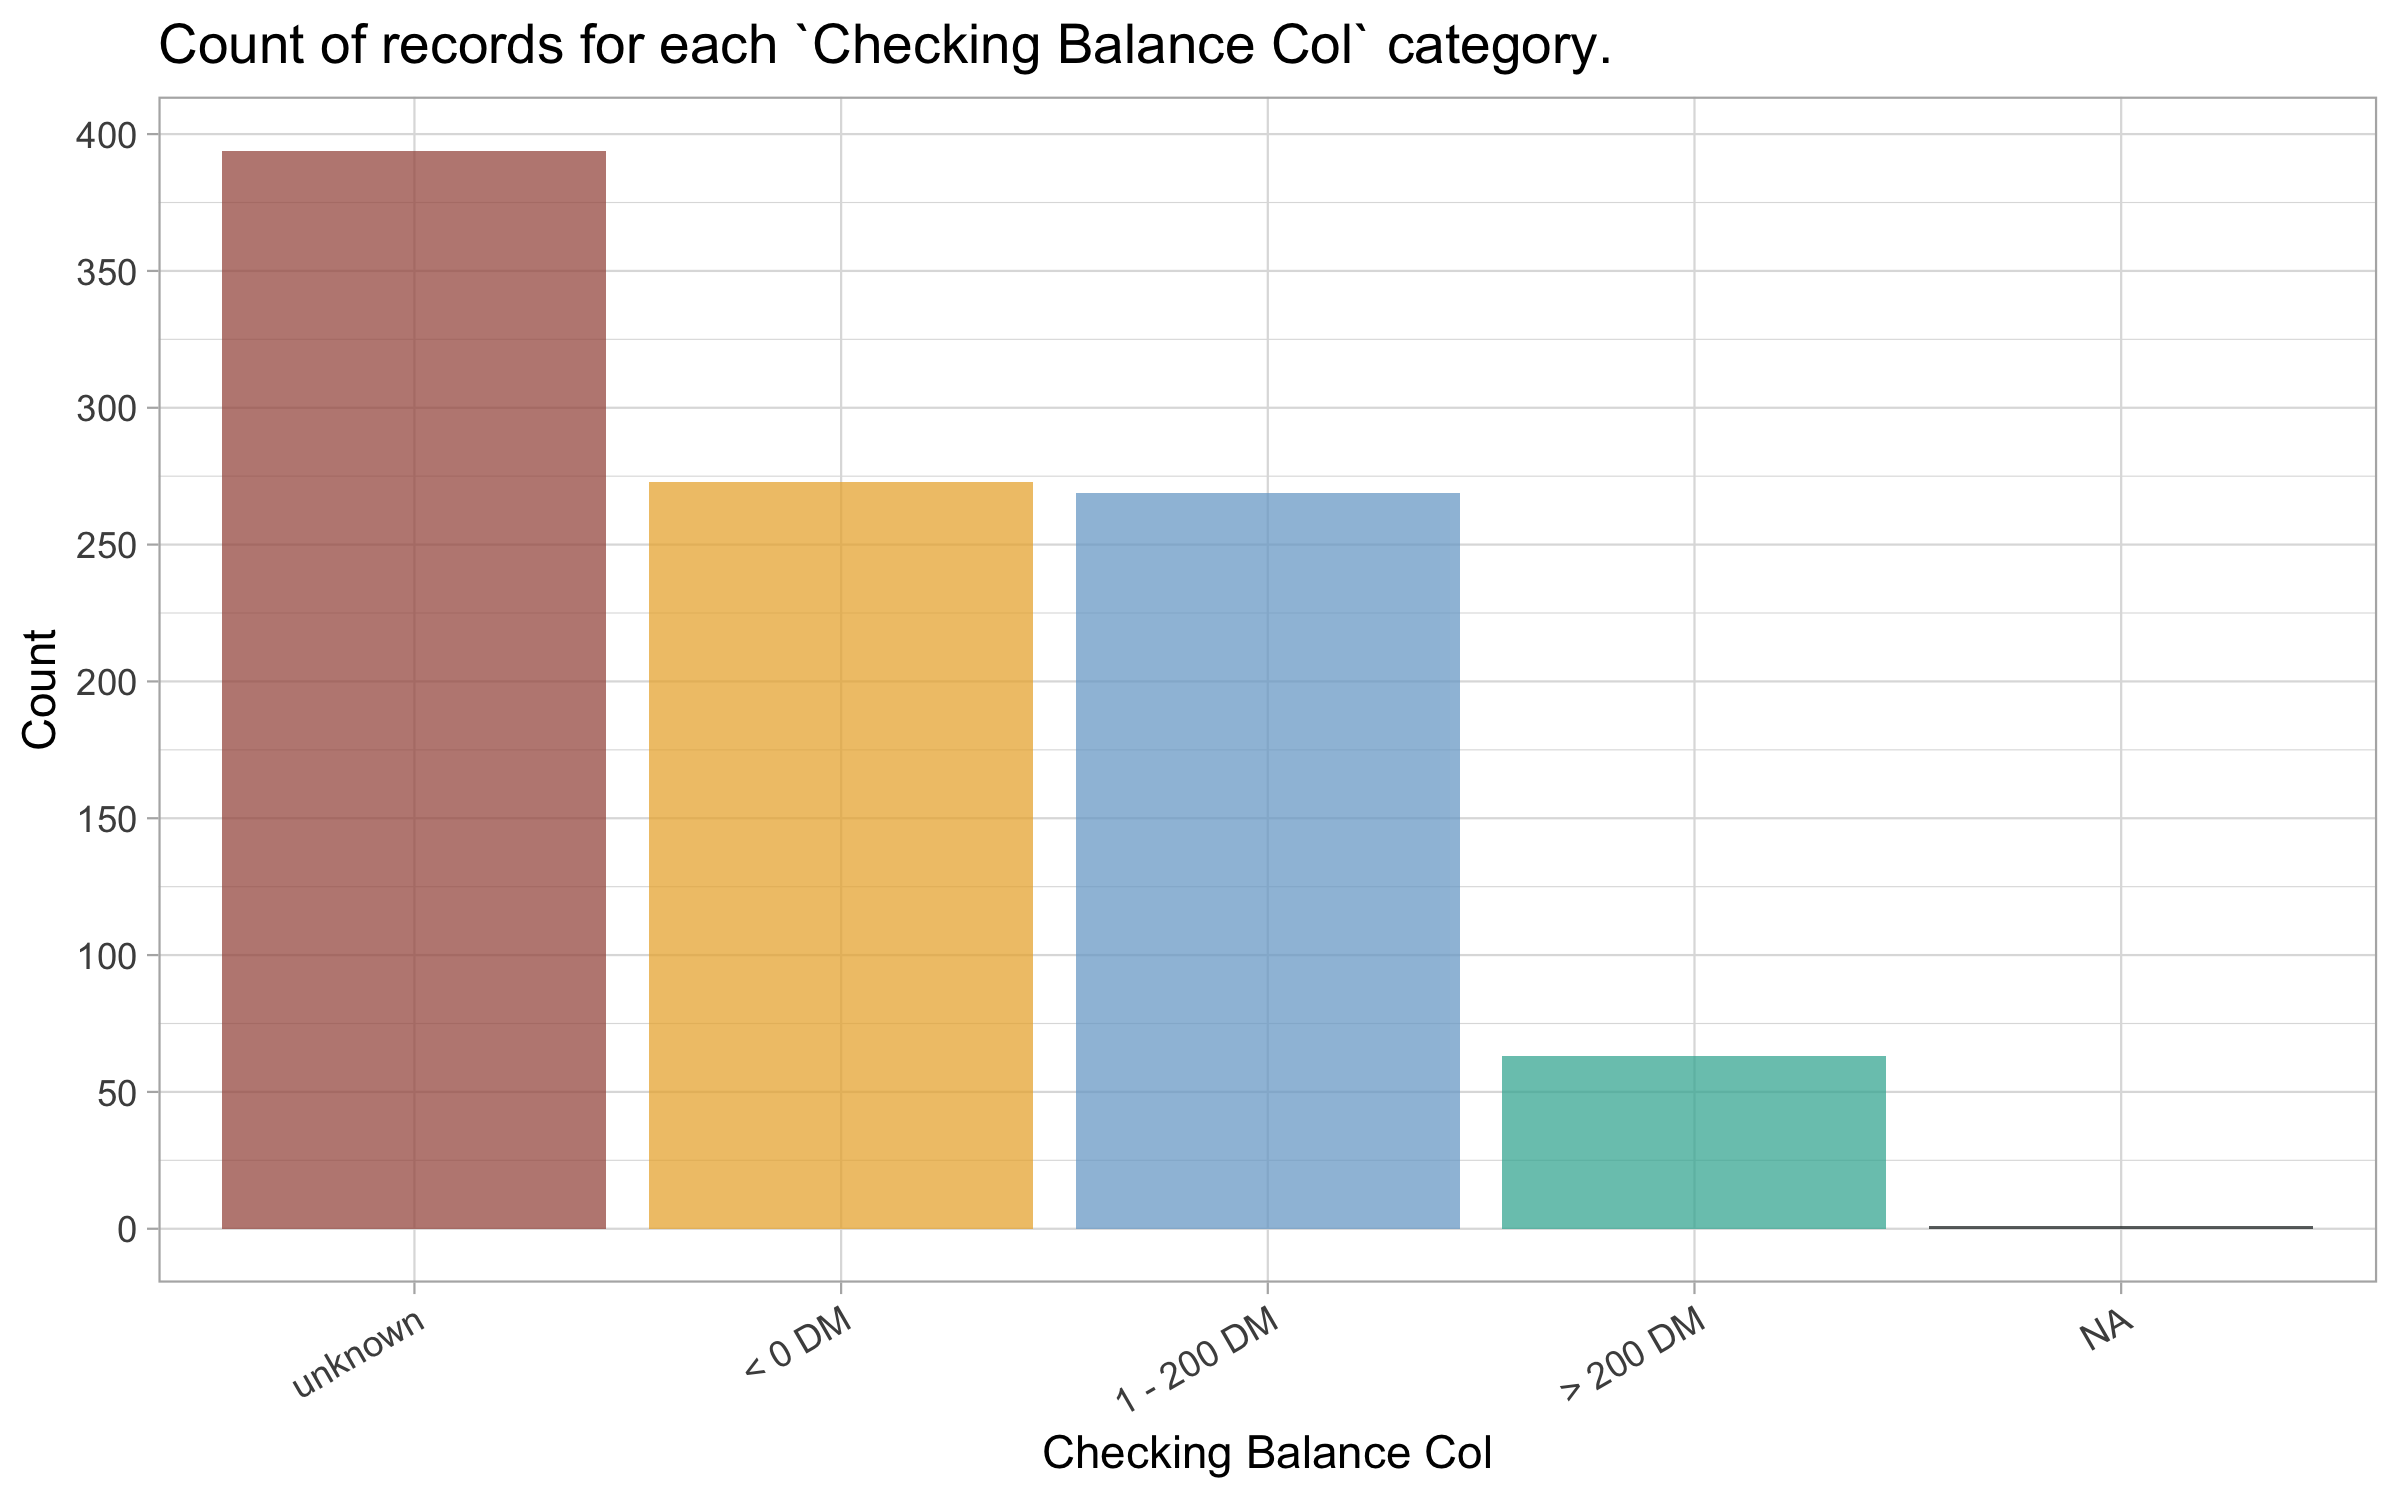 Count of records for each `Checking Balance Col` category.
400
350
300
250
200
150
100
50
0
Count
unknown
< 0 DM
1 - 200 DM
> 200 DM
NA
Checking Balance Col